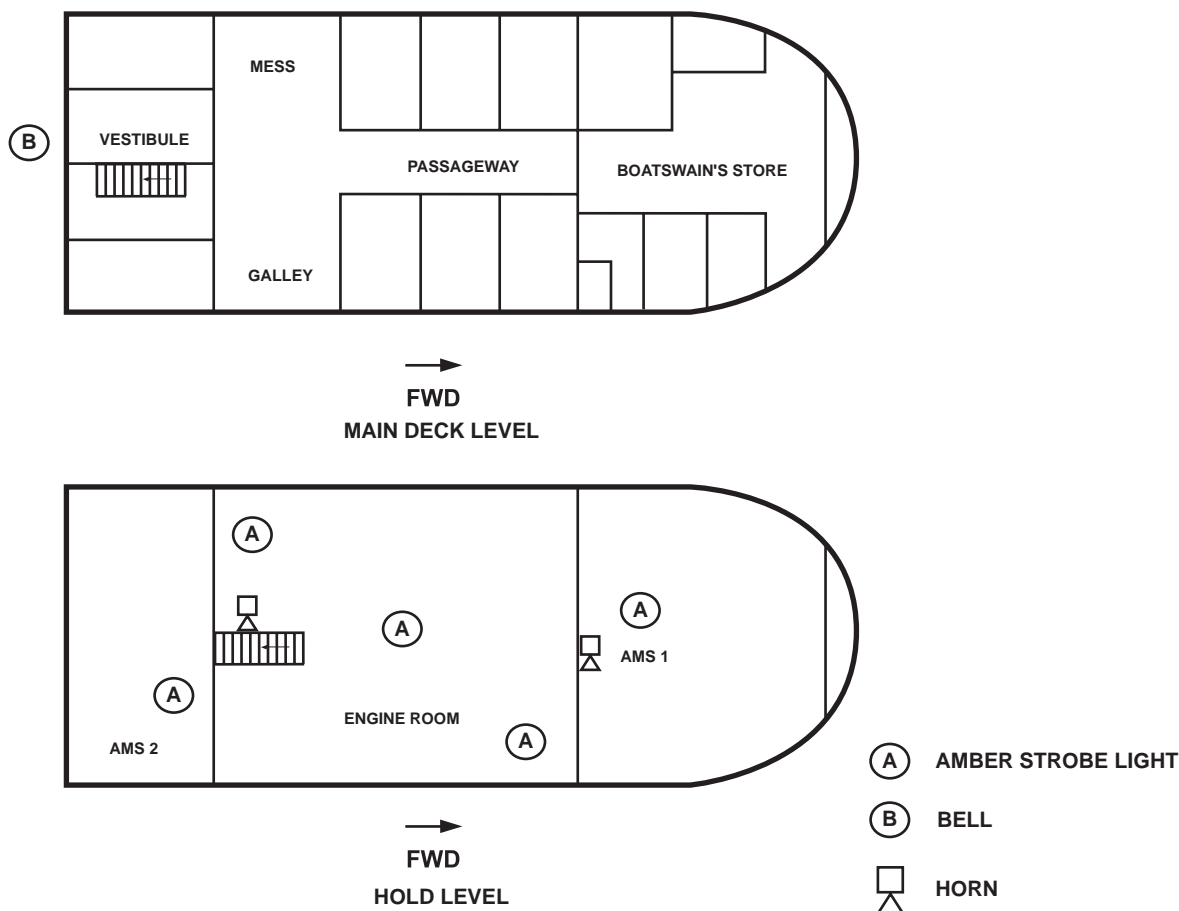 MESS
B
VESTIBULE
PASSAGEWAY
BOATSWAIN'S STORE
GALLEY
FWD
MAIN DECK LEVEL
A
A
A
AMS 1
A
ENGINE ROOM
A
AMS 2
A AMBER STROBE LIGHT
B BELL
HORN
FWD
HOLD LEVEL